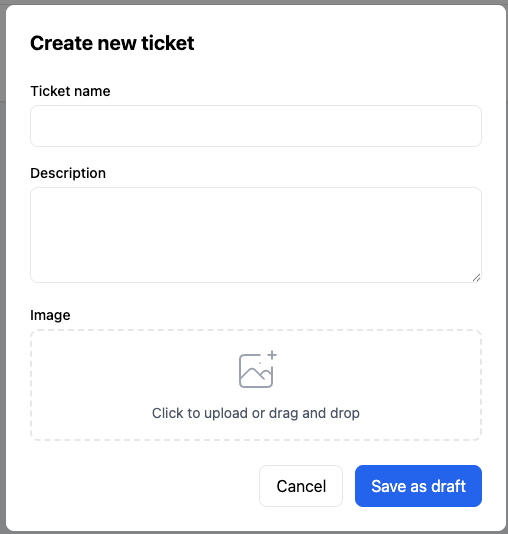 Create new ticket
Ticket name
Description
Image
Click to upload or drag and drop
Cancel
Save as draft